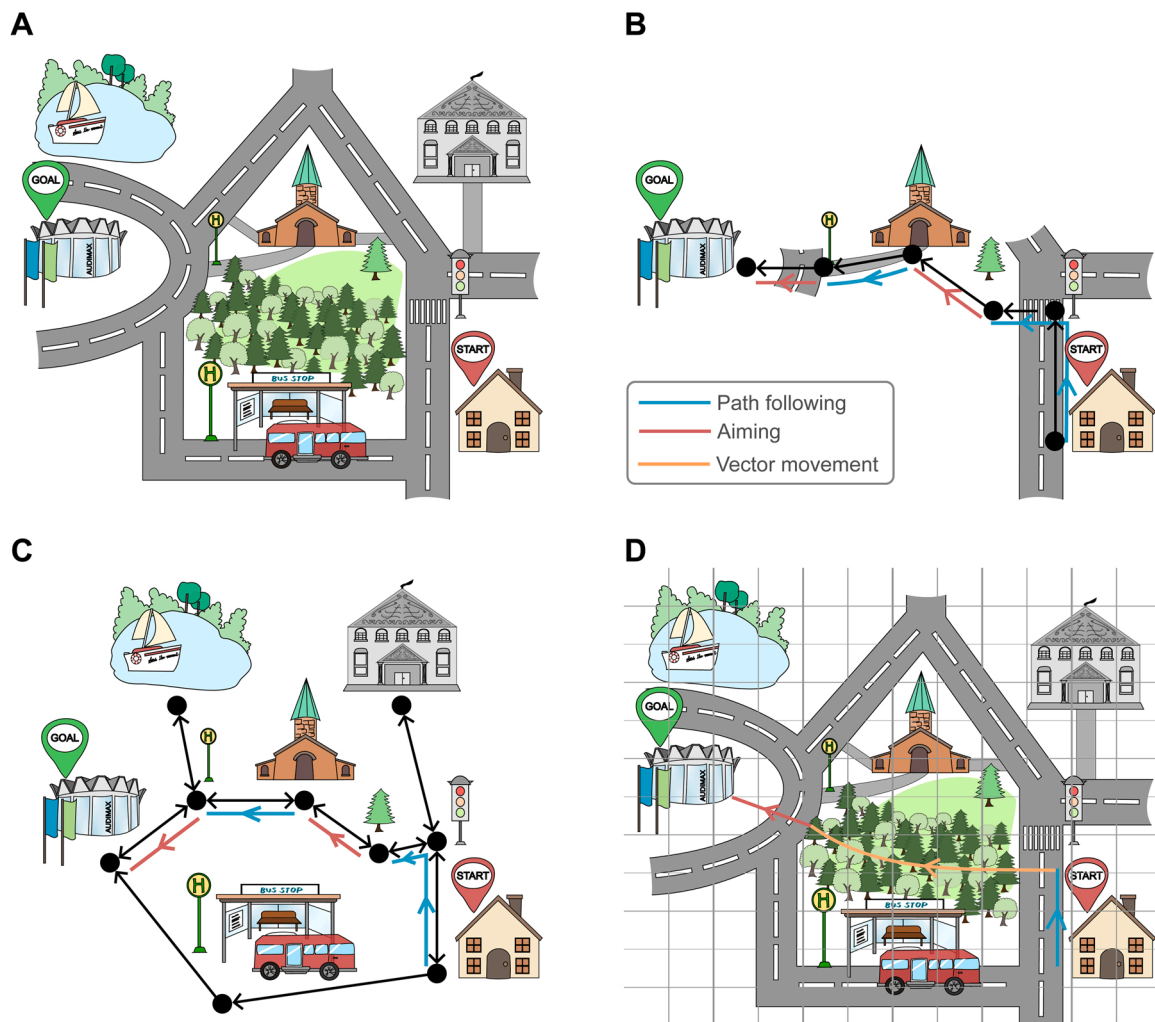 A
GOAL
AUDIMAX
H
START
H
BUS STOP
B
GOAL
AUDIMAX
H
START
Path following
Aiming
Vector movement
C
GOAL
AUDIMAX
H
START
H
BUS STOP
D
GOAL
AUDIMAX
H
START
H
BUS STOP